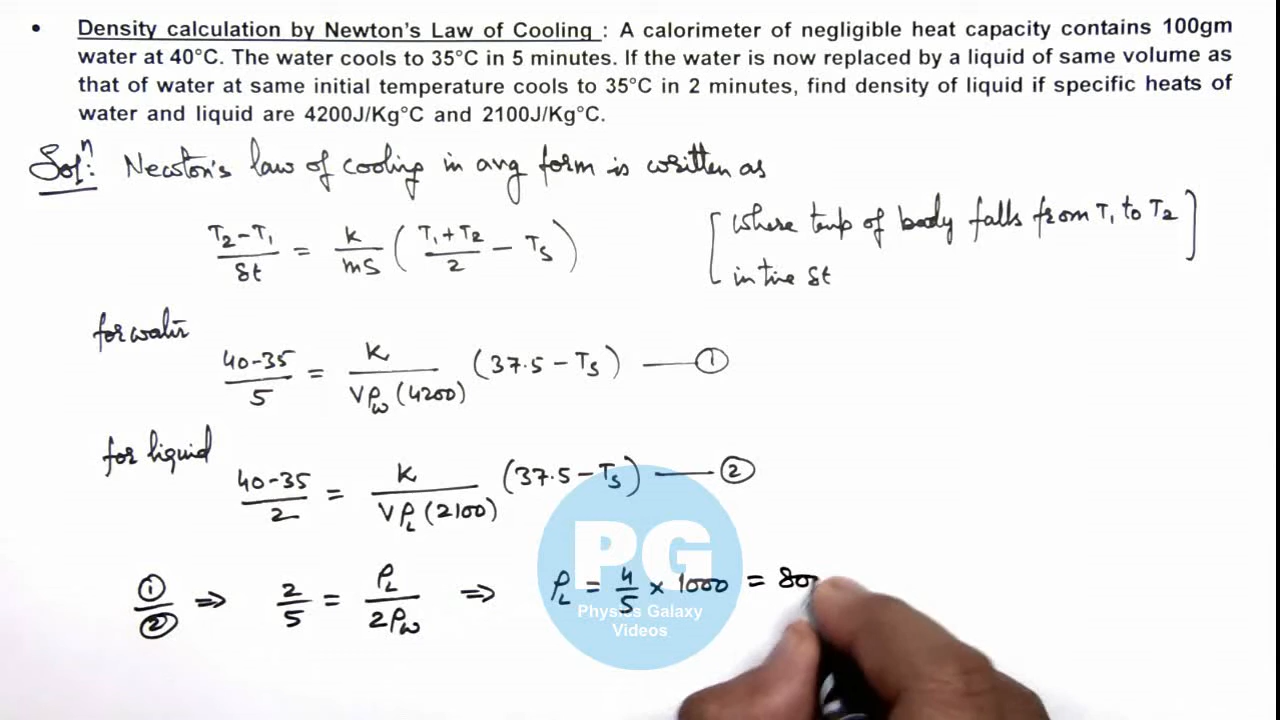 • Density calculation by Newton's Law of Cooling : A calorimeter of negligible heat capacity contains 100gm
water at 40°C. The water cools to 35°C in 5 minutes. If the water is now replaced by a liquid of same volume as
that of water at same initial temperature cools to 35°C in 2 minutes, find density of liquid if specific heats of
water and liquid are 4200J/Kg°C and 2100J/Kg°C.
Solⁿ: Newton's law of cooling in avg form is written as
(T₂-T₁)/δt = k/ms ((T₁+T₂)/2 - Tₛ) [where temp of body falls from T₁ to T₂
in time δt]
for water
(40-35)/5 = k/(Vρw(4200)) (37.5-Tₛ) —— ①
for liquid
(40-35)/2 = k/(VρL(2100)) (37.5-Tₛ) —— ②
①/② ⇒ 2/5 = ρL/2ρw ⇒ ρL = 4/5 × 1000 = 800
PG
Physics Galaxy
Videos